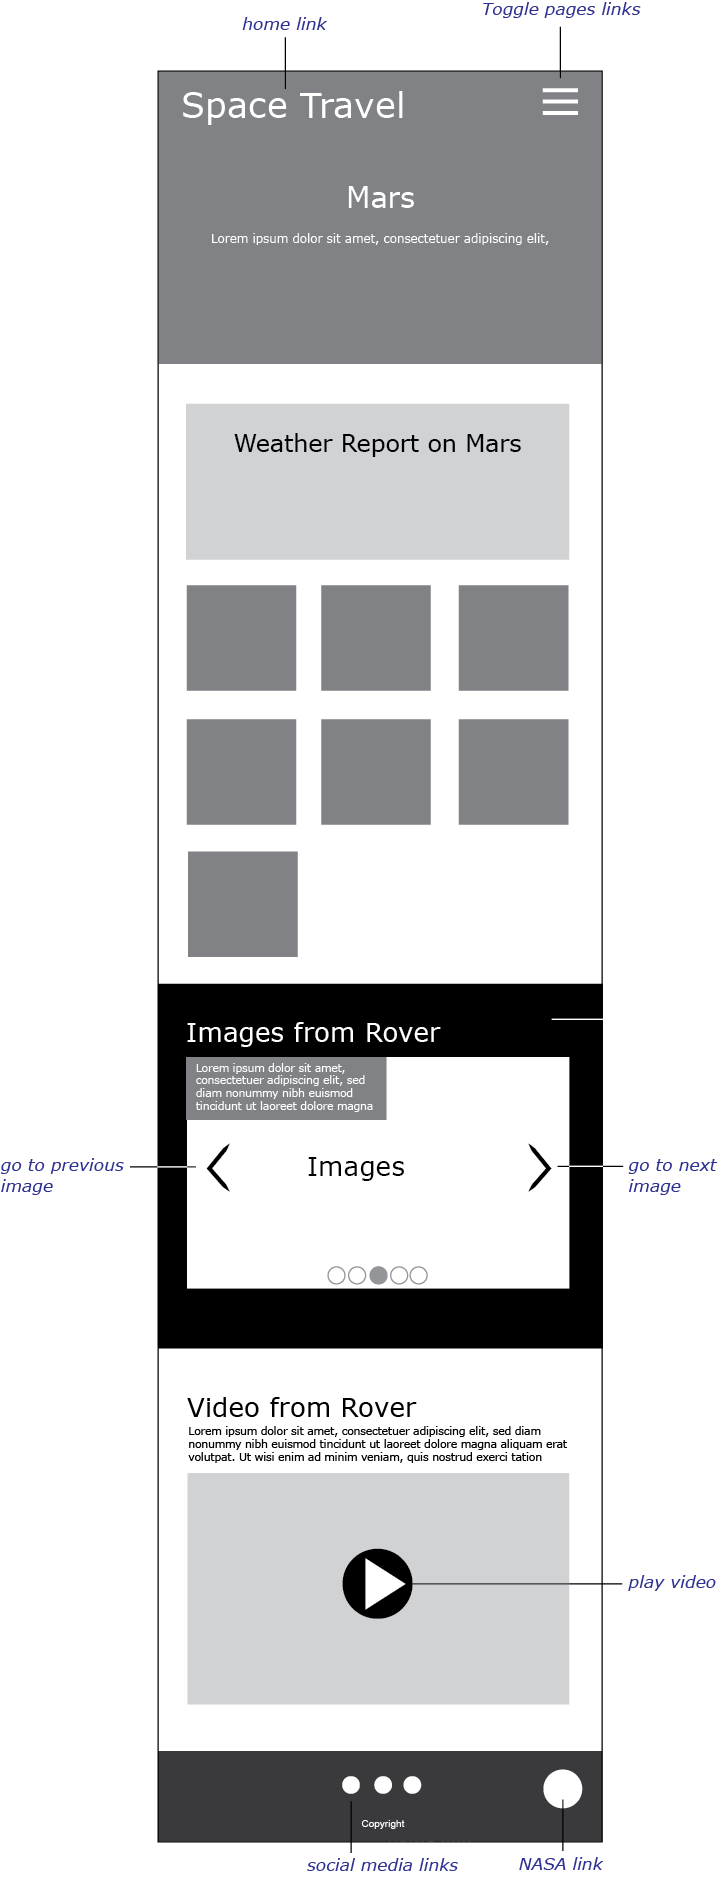 Toggle pages links
home link
Space Travel
Mars
Lorem ipsum dolor sit amet, consectetuer adipiscing elit,
Weather Report on Mars
Images from Rover
Lorem ipsum dolor sit amet,
consectetuer adipiscing elit, sed
diam nonummy nibh euismod
tincidunt ut laoreet dolore magna
go to previous
image
Images
go to next
image
Video from Rover
Lorem ipsum dolor sit amet, consectetuer adipiscing elit, sed diam
nonummy nibh euismod tincidunt ut laoreet dolore magna aliquam erat
volutpat. Ut wisi enim ad minim veniam, quis nostrud exerci tation
play video
Copyright
social media links
NASA link